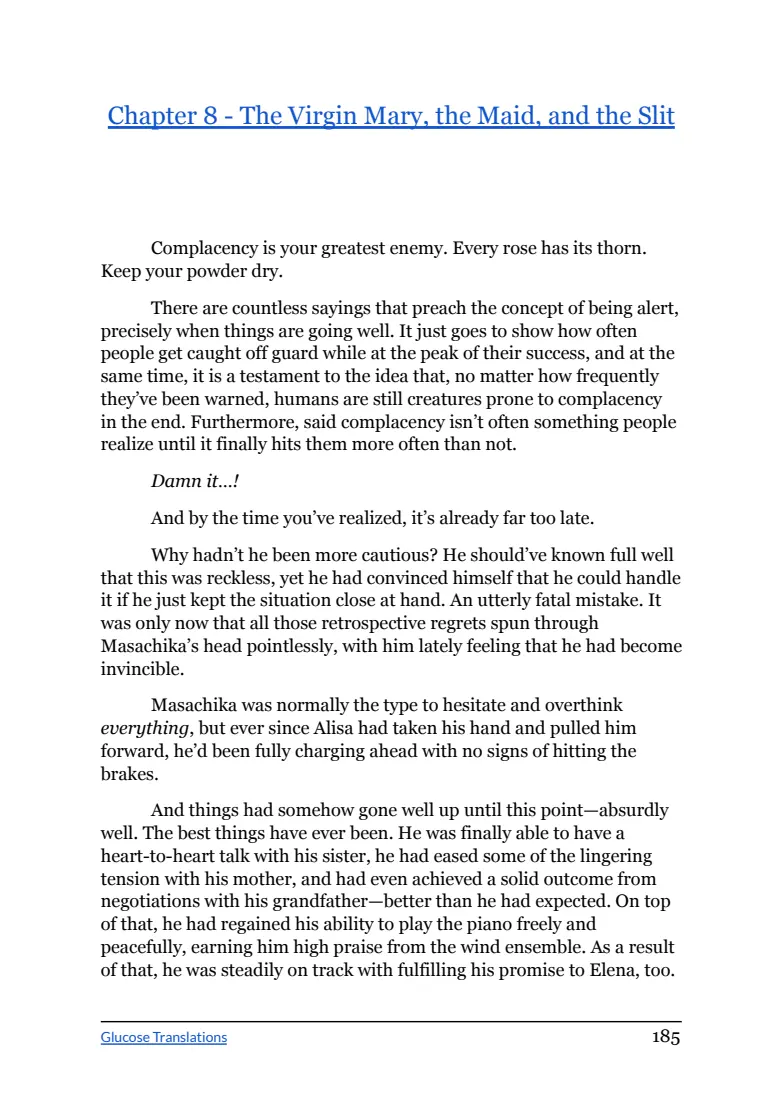 Chapter 8 - The Virgin Mary, the Maid, and the Slit
Complacency is your greatest enemy. Every rose has its thorn.
Keep your powder dry.
There are countless sayings that preach the concept of being alert,
precisely when things are going well. It just goes to show how often
people get caught off guard while at the peak of their success, and at the
same time, it is a testament to the idea that, no matter how frequently
they’ve been warned, humans are still creatures prone to complacency
in the end. Furthermore, said complacency isn’t often something people
realize until it finally hits them more often than not.
Damn it...!
And by the time you’ve realized, it’s already far too late.
Why hadn’t he been more cautious? He should’ve known full well
that this was reckless, yet he had convinced himself that he could handle
it if he just kept the situation close at hand. An utterly fatal mistake. It
was only now that all those retrospective regrets spun through
Masachika’s head pointlessly, with him lately feeling that he had become
invincible.
Masachika was normally the type to hesitate and overthink
everything, but ever since Alisa had taken his hand and pulled him
forward, he’d been fully charging ahead with no signs of hitting the
brakes.
And things had somehow gone well up until this point—absurdly
well. The best things have ever been. He was finally able to have a
heart-to-heart talk with his sister, he had eased some of the lingering
tension with his mother, and had even achieved a solid outcome from
negotiations with his grandfather—better than he had expected. On top
of that, he had regained his ability to play the piano freely and
peacefully, earning him high praise from the wind ensemble. As a result
of that, he was steadily on track with fulfilling his promise to Elena, too.
Glucose Translations
185